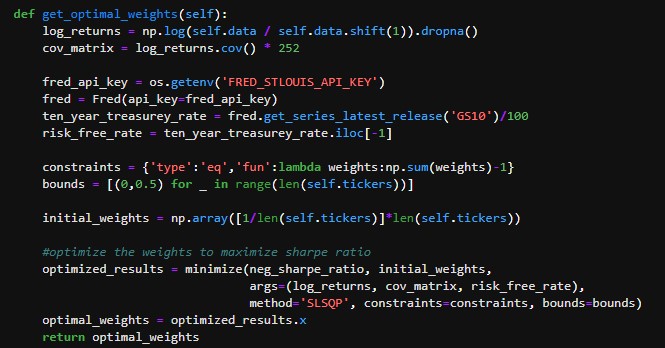 def get_optimal_weights(self):
    log_returns = np.log(self.data / self.data.shift(1)).dropna()
    cov_matrix = log_returns.cov() * 252

    fred_api_key = os.getenv('FRED_STLOUIS_API_KEY')
    fred = Fred(api_key=fred_api_key)
    ten_year_treasurey_rate = fred.get_series_latest_release('GS10')/100
    risk_free_rate = ten_year_treasurey_rate.iloc[-1]

    constraints = {'type':'eq','fun':lambda weights:np.sum(weights)-1}
    bounds = [(0,0.5) for _ in range(len(self.tickers))]

    initial_weights = np.array([1/len(self.tickers)]*len(self.tickers))

    #optimize the weights to maximize sharpe ratio
    optimized_results = minimize(neg_sharpe_ratio, initial_weights,
                                 args=(log_returns, cov_matrix, risk_free_rate),
                                 method='SLSQP', constraints=constraints, bounds=bounds)
    optimal_weights = optimized_results.x
    return optimal_weights